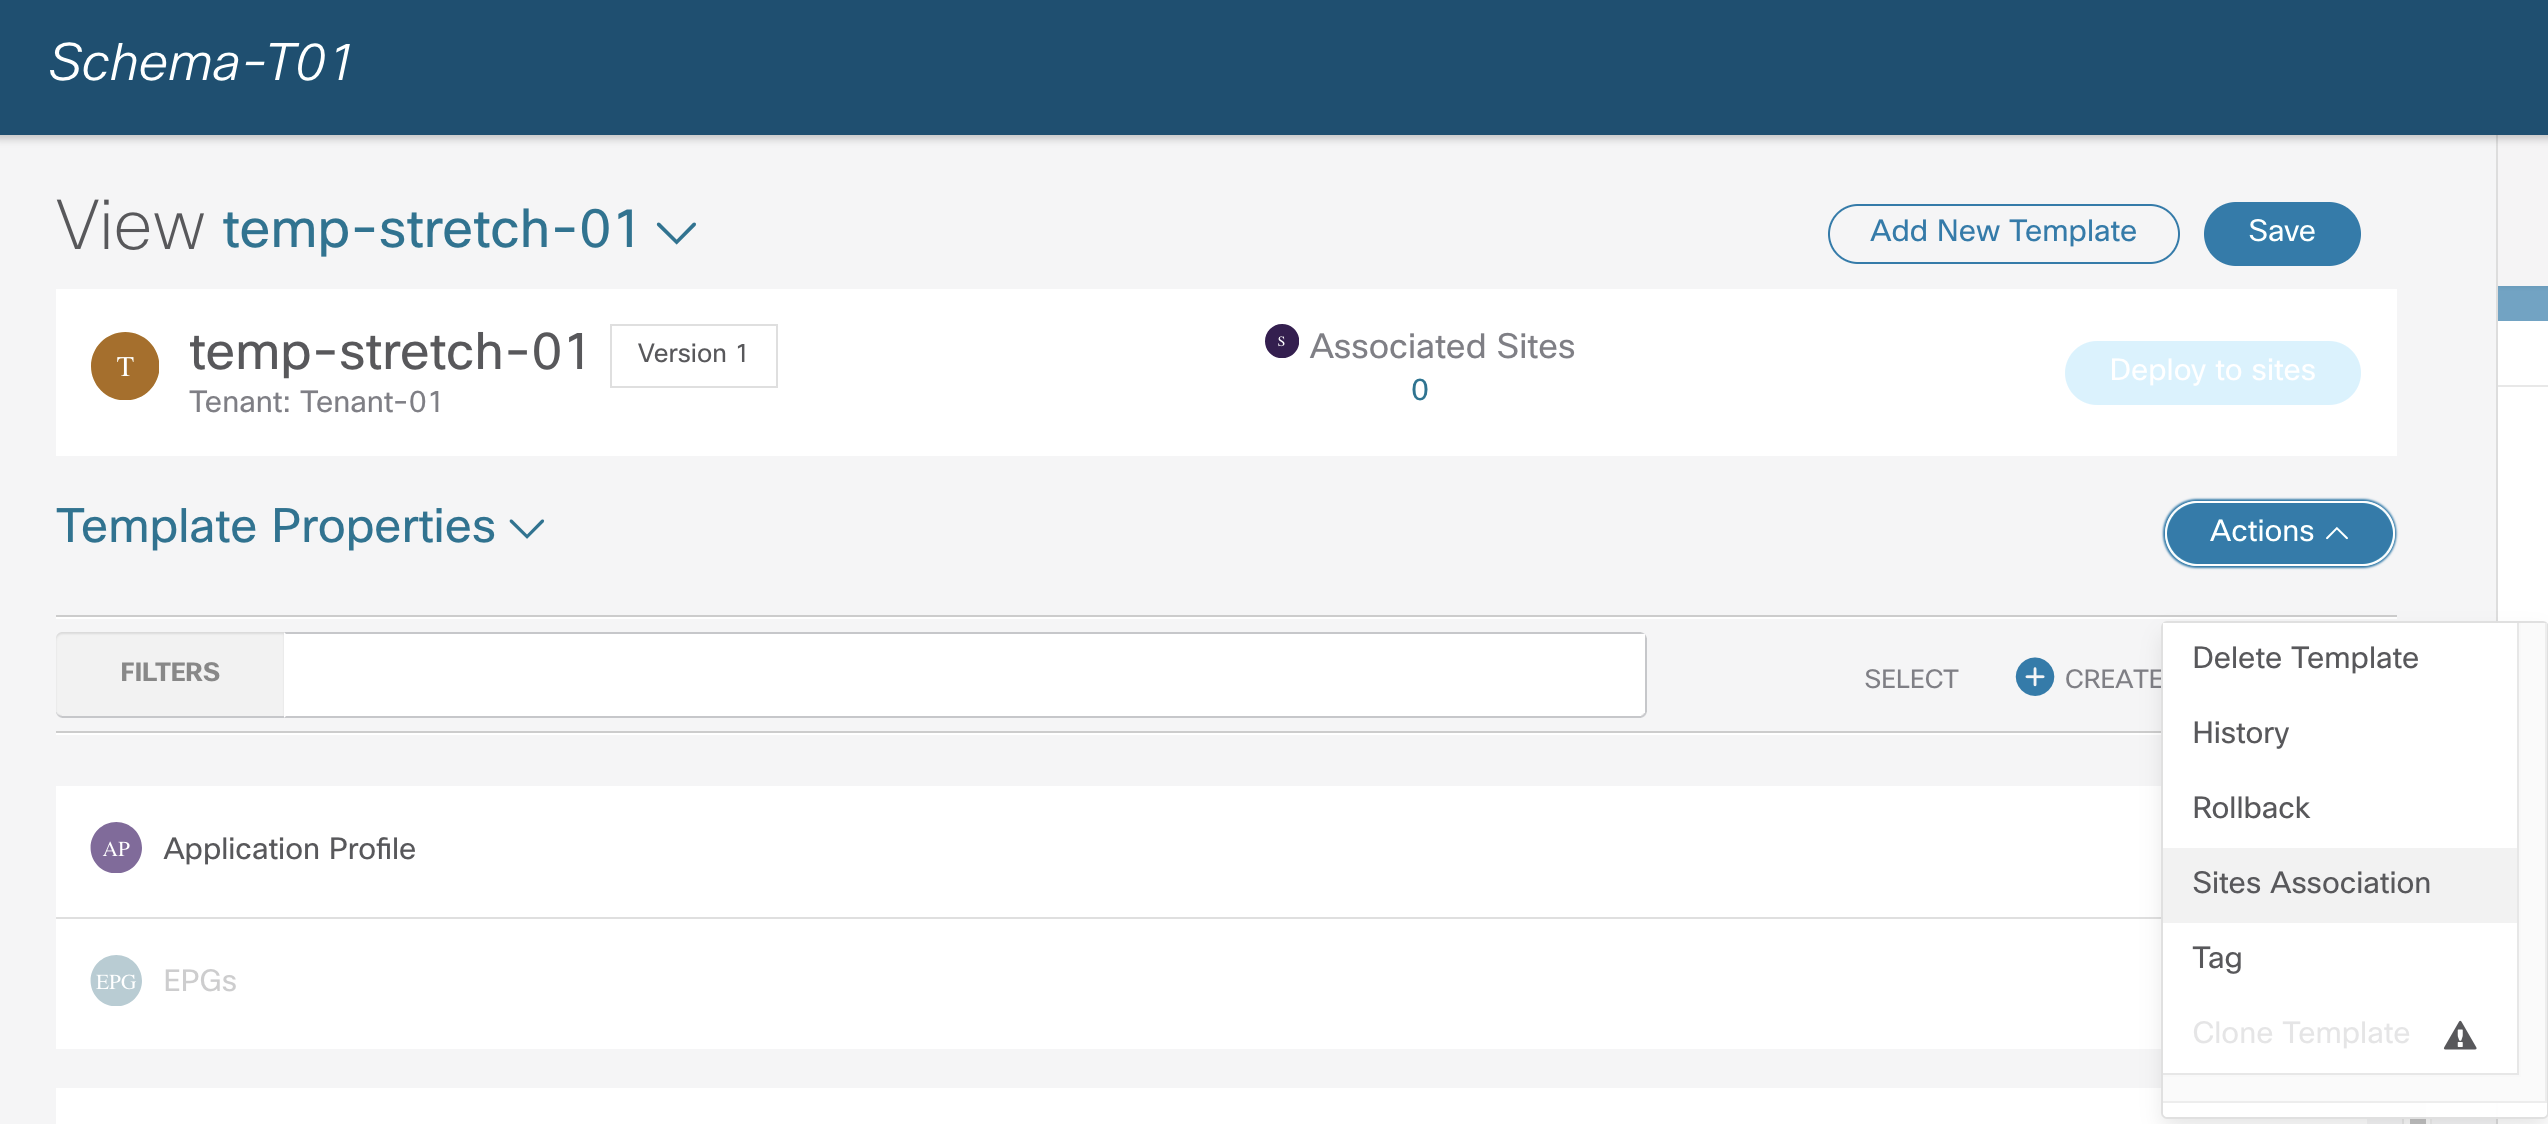 Schema-T01
View temp-stretch-01
Add New Template
Save
T
temp-stretch-01
Version 1
Tenant: Tenant-01
S
Associated Sites
0
Deploy to sites
Template Properties
Actions
FILTERS
SELECT
CREATE
Delete Template
History
Rollback
Sites Association
Tag
Clone Template
AP
Application Profile
EPG
EPGs